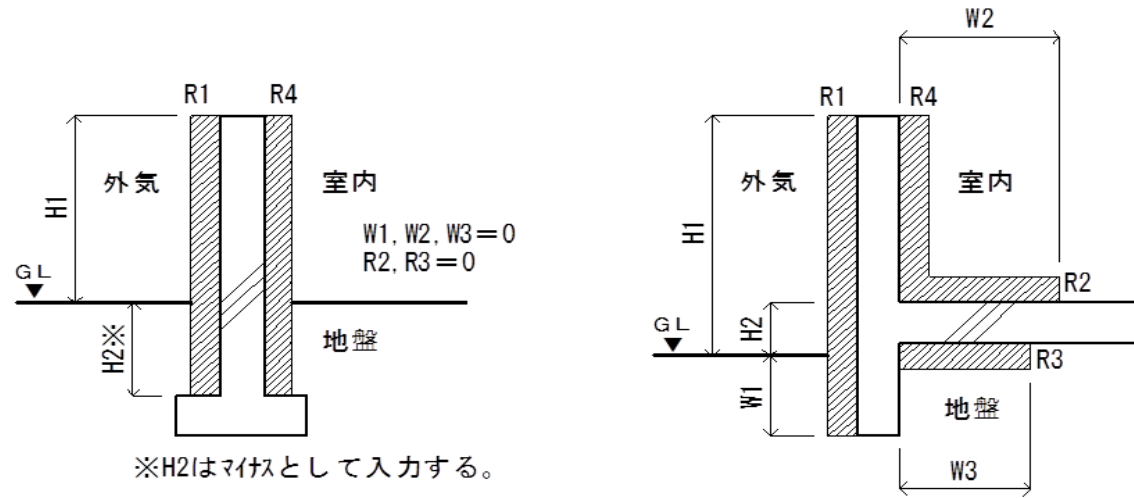 R1 R4
外気
室内
H1
W1, W2, W3＝0
R2, R3＝0
GL
H2※
地盤
※H2はﾏｲﾅｽとして入力する。
W2
R1 R4
外気
室内
H1
R2
GL
H2
R3
W1
地盤
W3